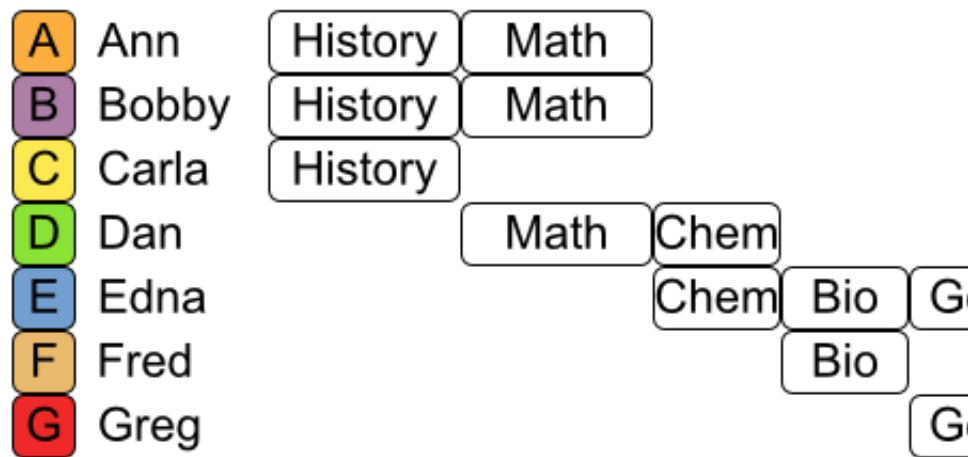 A Ann History Math
B Bobby History Math
C Carla History
D Dan Math Chem
E Edna Chem Bio
F Fred Bio
G Greg